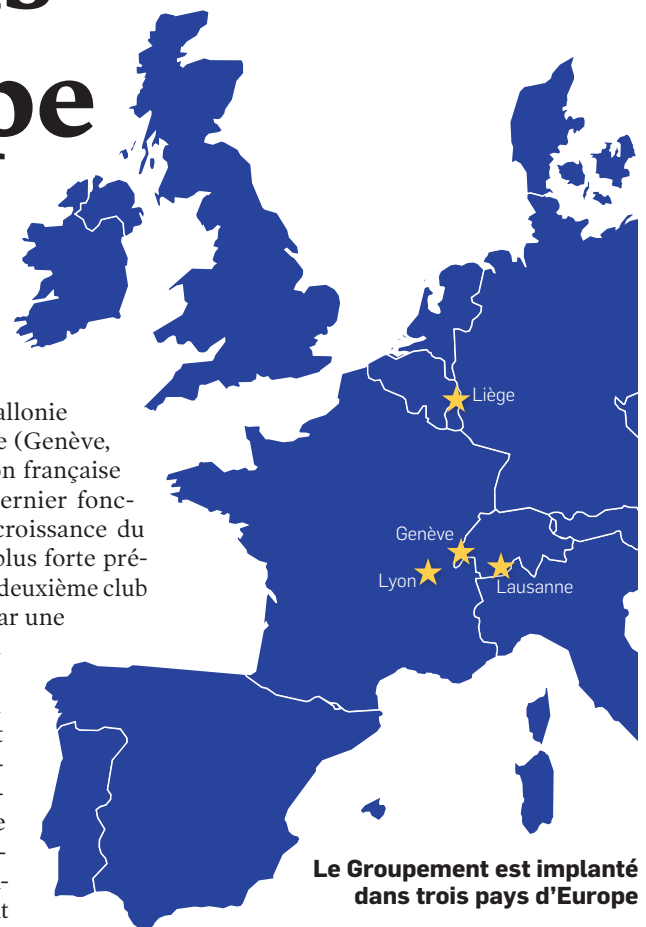 pe
allonie
e (Genève,
on française
ernier fonc-
croissance du
plus forte pré-
deuxième club
ar une
t
-
-
e
-
-
t
Liège
Genève
Lyon
Lausanne
Le Groupement est implanté
dans trois pays d'Europe